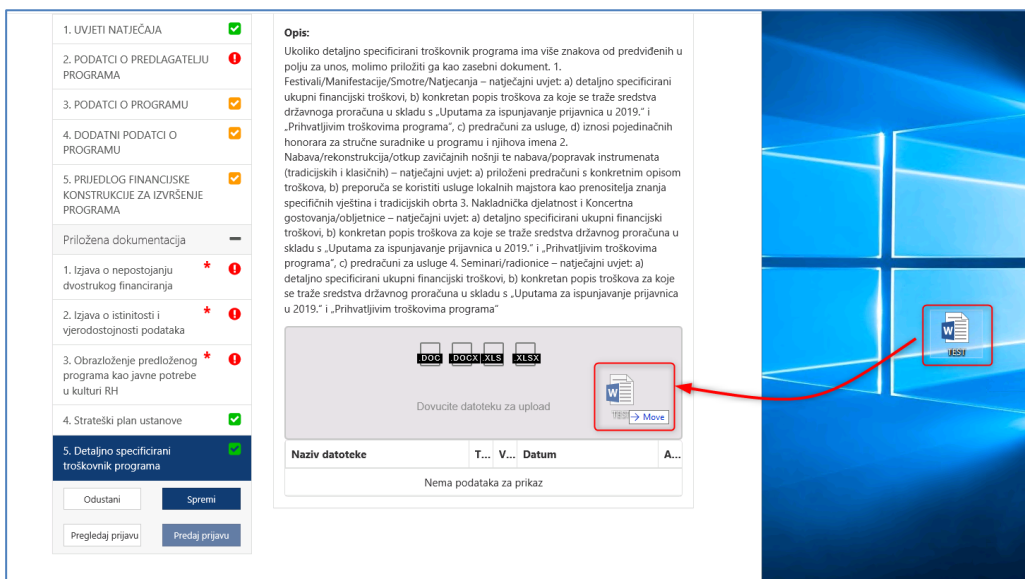 1. UVJETI NATJEČAJA
2. PODATCI O PREDLAGATELJU
PROGRAMA
3. PODATCI O PROGRAMU
4. DODATNI PODATCI O
PROGRAMU
5. PRIJEDLOG FINANCIJSKE
KONSTRUKCIJE ZA IZVRŠENJE
PROGRAMA
Priložena dokumentacija
1. Izjava o nepostojanju *
dvostrukog financiranja
2. Izjava o istinitosti i *
vjerodostojnosti podataka
3. Obrazloženje predloženog *
programa kao javne potrebe
u kulturi RH
4. Strateški plan ustanove
5. Detaljno specificirani
troškovnik programa
Odustani Spremi
Pregledaj prijavu Predaj prijavu
Opis:
Ukoliko detaljno specificirani troškovnik programa ima više znakova od predviđenih u
polju za unos, molimo priložiti ga kao zasebni dokument. 1.
Festivali/Manifestacije/Smotre/Natjecanja – natječajni uvjet: a) detaljno specificirani
ukupni financijski troškovi, b) konkretan popis troškova za koje se traže sredstva
državnoga proračuna u skladu s „Uputama za ispunjavanje prijavnica u 2019.“ i
„Prihvatljivim troškovima programa“, c) predračuni za usluge, d) iznosi pojedinačnih
honorara za stručne suradnike u programu i njihova imena 2.
Nabava/rekonstrukcija/otkup zavičajnih nošnji te nabava/popravak instrumenata
(tradicijskih i klasičnih) – natječajni uvjet: a) priloženi predračuni s konkretnim opisom
troškova, b) preporuča se koristiti usluge lokalnih majstora kao prenositelja znanja
specifičnih vještina i tradicijskih obrta 3. Nakladnička djelatnost i Koncertna
gostovanja/obljetnice – natječajni uvjet: a) detaljno specificirani ukupni financijski
troškovi, b) konkretan popis troškova za koje se traže sredstva državnog proračuna u
skladu s „Uputama za ispunjavanje prijavnica u 2019.“ i „Prihvatljivim troškovima
programa“, c) predračuni za usluge 4. Seminari/radionice – natječajni uvjet: a)
detaljno specificirani ukupni financijski troškovi, b) konkretan popis troškova za koje
se traže sredstva državnog proračuna u skladu s „Uputama za ispunjavanje prijavnica
u 2019.“ i „Prihvatljivim troškovima programa“
.DOC .DOCX .XLS .XLSX
Dovucite datoteku za upload
TEST
Move
Naziv datoteke T... V... Datum A...
Nema podataka za prikaz
TEST